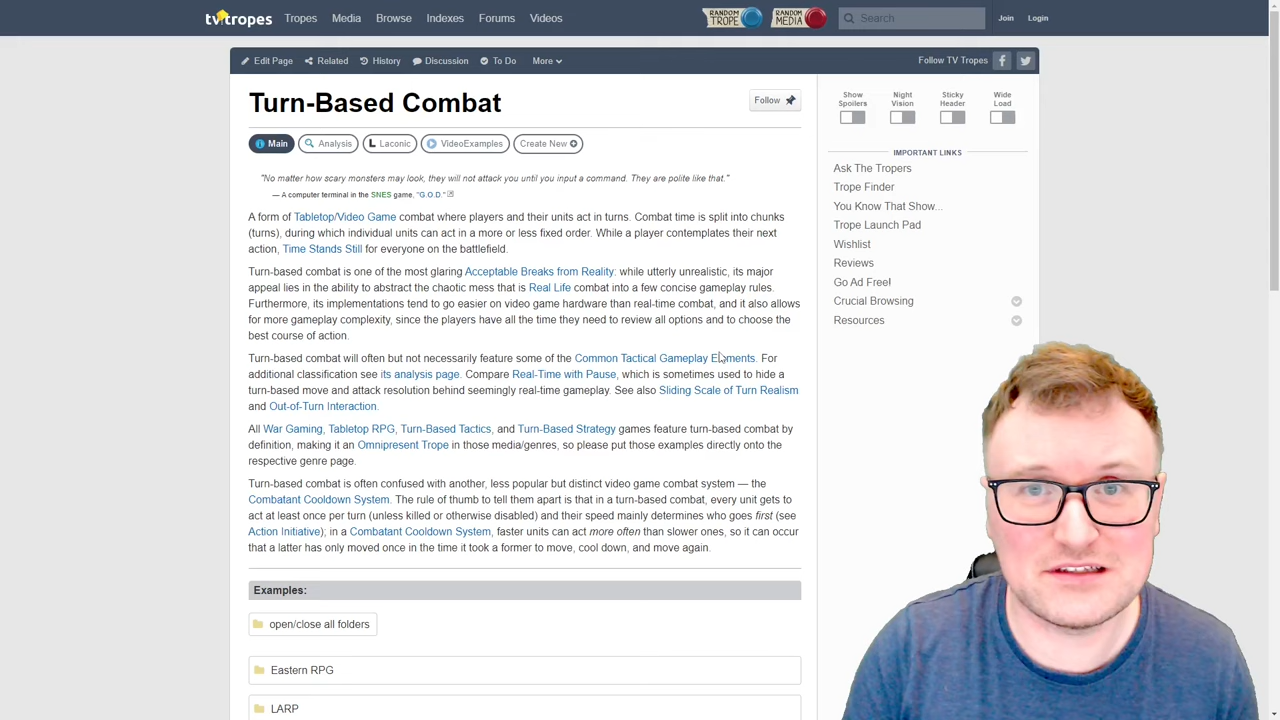 tvtropes Tropes Media Browse Indexes Forums Videos RANDOM TROPE RANDOM MEDIA Search Join Login
Edit Page Related History Discussion To Do More Follow TV Tropes
Turn-Based Combat
Follow
Main Analysis Laconic VideoExamples Create New
"No matter how scary monsters may look, they will not attack you until you input a command. They are polite like that."
— A computer terminal in the SNES game, "G.O.D."
A form of Tabletop/Video Game combat where players and their units act in turns. Combat time is split into chunks
(turns), during which individual units can act in a more or less fixed order. While a player contemplates their next
action, Time Stands Still for everyone on the battlefield.
Turn-based combat is one of the most glaring Acceptable Breaks from Reality: while utterly unrealistic, its major
appeal lies in the ability to abstract the chaotic mess that is Real Life combat into a few concise gameplay rules.
Furthermore, its implementations tend to go easier on video game hardware than real-time combat, and it also allows
for more gameplay complexity, since the players have all the time they need to review all options and to choose the
best course of action.
Turn-based combat will often but not necessarily feature some of the Common Tactical Gameplay Elements. For
additional classification see its analysis page. Compare Real-Time with Pause, which is sometimes used to hide a
turn-based move and attack resolution behind seemingly real-time gameplay. See also Sliding Scale of Turn Realism
and Out-of-Turn Interaction.
All War Gaming, Tabletop RPG, Turn-Based Tactics, and Turn-Based Strategy games feature turn-based combat by
definition, making it an Omnipresent Trope in those media/genres, so please put those examples directly onto the
respective genre page.
Turn-based combat is often confused with another, less popular but distinct video game combat system — the
Combatant Cooldown System. The rule of thumb to tell them apart is that in a turn-based combat, every unit gets to
act at least once per turn (unless killed or otherwise disabled) and their speed mainly determines who goes first (see
Action Initiative); in a Combatant Cooldown System, faster units can act more often than slower ones, so it can occur
that a latter has only moved once in the time it took a former to move, cool down, and move again.
Examples:
open/close all folders
Eastern RPG
LARP
Show Spoilers
Night Vision
Sticky Header
Wide Load
IMPORTANT LINKS
Ask The Tropers
Trope Finder
You Know That Show...
Trope Launch Pad
Wishlist
Reviews
Go Ad Free!
Crucial Browsing
Resources